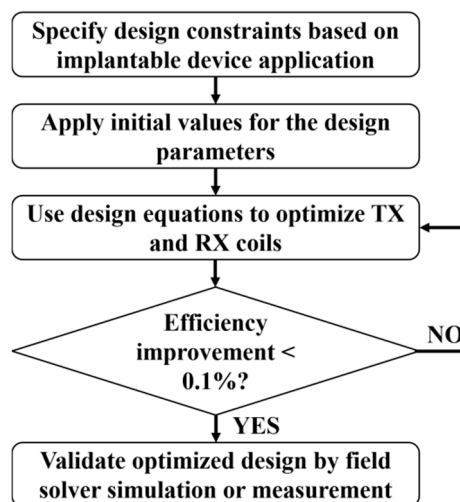 Specify design constraints based on
implantable device application
Apply initial values for the design
parameters
Use design equations to optimize TX
and RX coils
Efficiency
improvement <
0.1%?
NO
YES
Validate optimized design by field
solver simulation or measurement